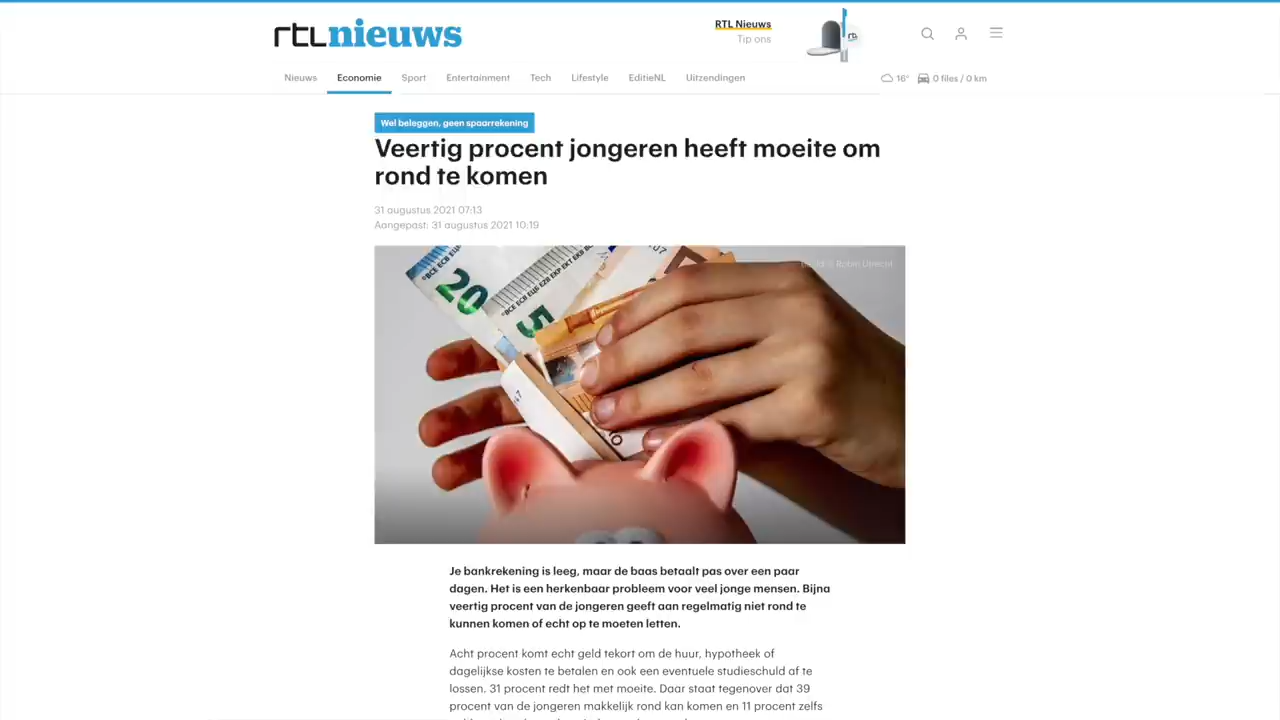 rtlnieuws
RTL Nieuws
Tip ons
Nieuws Economie Sport Entertainment Tech Lifestyle EditieNL Uitzendingen 16° 0 files / 0 km
Wel beleggen, geen spaarrekening
Veertig procent jongeren heeft moeite om
rond te komen
31 augustus 2021 07:13
Aangepast: 31 augustus 2021 10:19
20
5
Je bankrekening is leeg, maar de baas betaalt pas over een paar
dagen. Het is een herkenbaar probleem voor veel jonge mensen. Bijna
veertig procent van de jongeren geeft aan regelmatig niet rond te
kunnen komen of echt op te moeten letten.
Acht procent komt echt geld tekort om de huur, hypotheek of
dagelijkse kosten te betalen en ook een eventuele studieschuld af te
lossen. 31 procent redt het met moeite. Daar staat tegenover dat 39
procent van de jongeren makkelijk rond kan komen en 11 procent zelfs